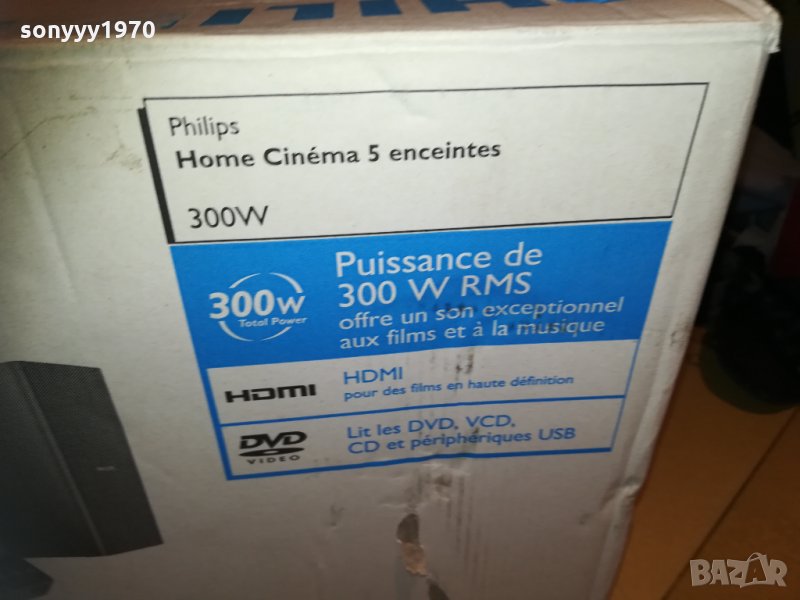 sonyyy1970
Philips
Home Cinéma 5 enceintes
300W
300W
Total Power
Puissance de
300 W RMS
offre un son exceptionnel
aux films et à la musique
HDMI
HDMI
pour des films en haute définition
DVD
VIDEO
Lit les DVD, VCD,
CD et périphériques USB
BAZAR